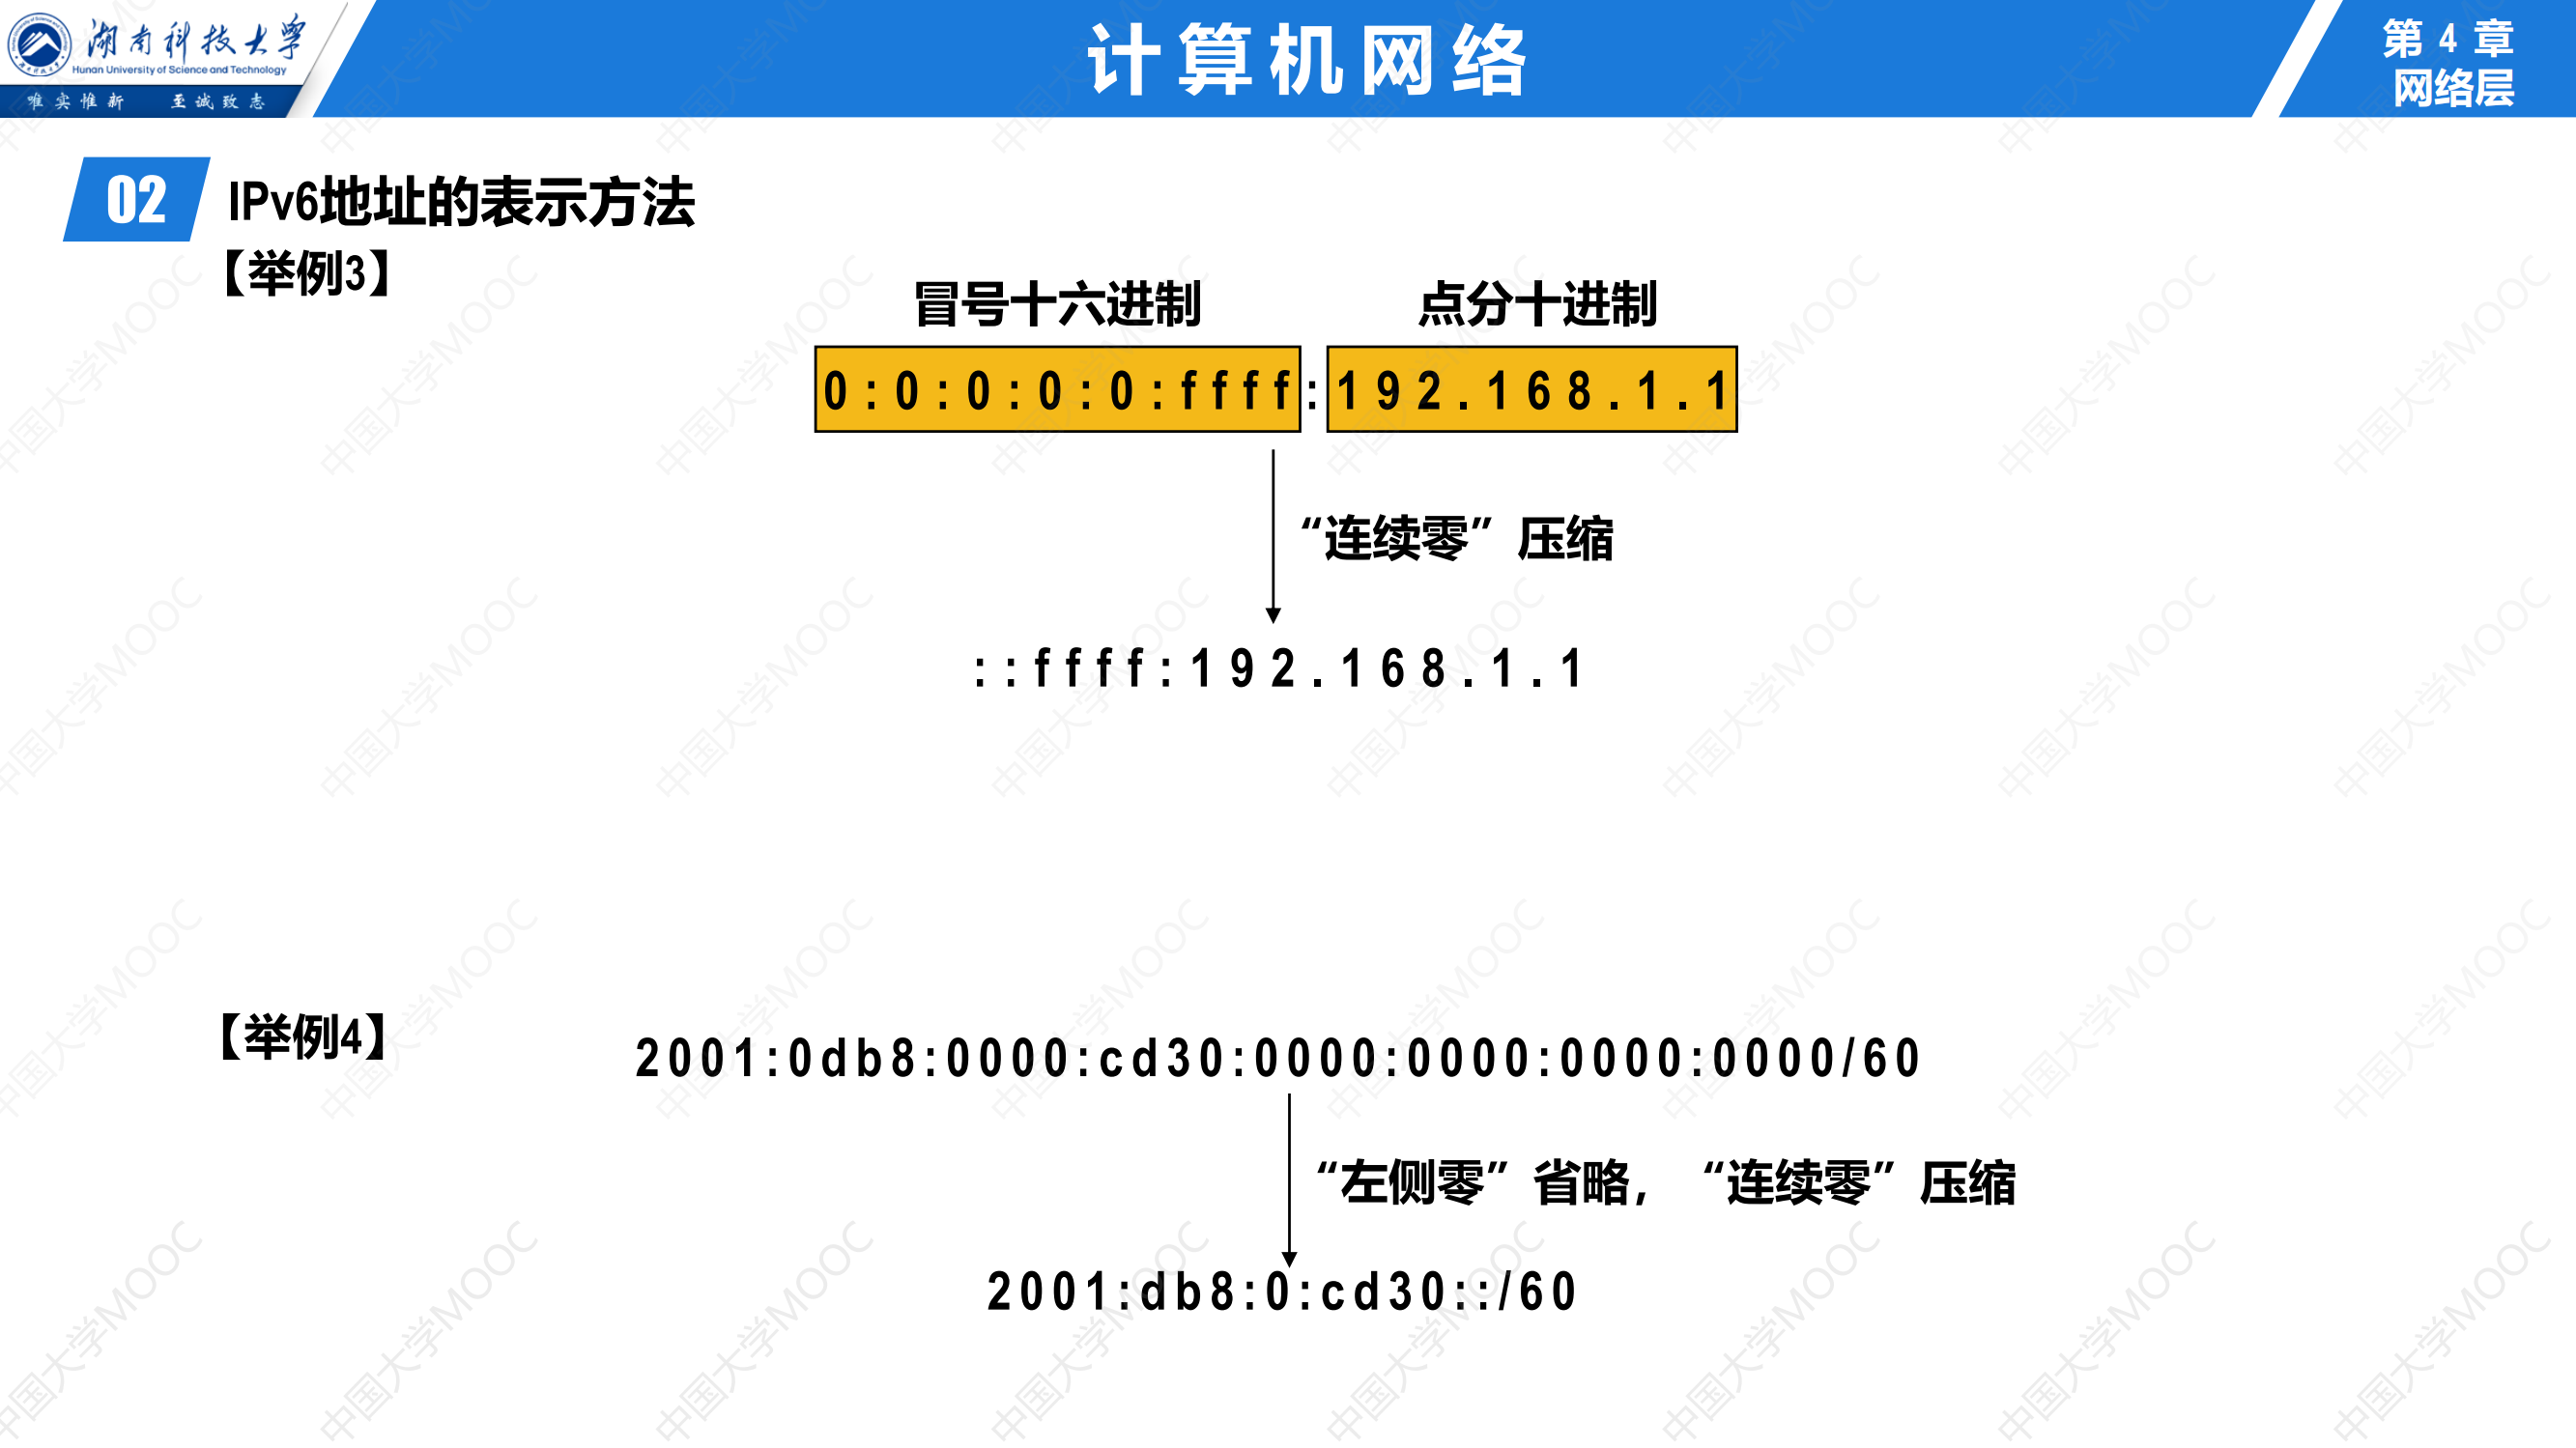 湖南科技大学
Hunan University of Science and Technology
唯实惟新 至诚致志
计算机网络
第 4 章
网络层
02 IPv6地址的表示方法
【举例3】
冒号十六进制 点分十进制
0:0:0:0:0:ffff:192.168.1.1
“连续零”压缩
::ffff:192.168.1.1
【举例4】
2001:0db8:0000:cd30:0000:0000:0000:0000/60
“左侧零”省略，“连续零”压缩
2001:db8:0:cd30::/60
中国大学MOOC